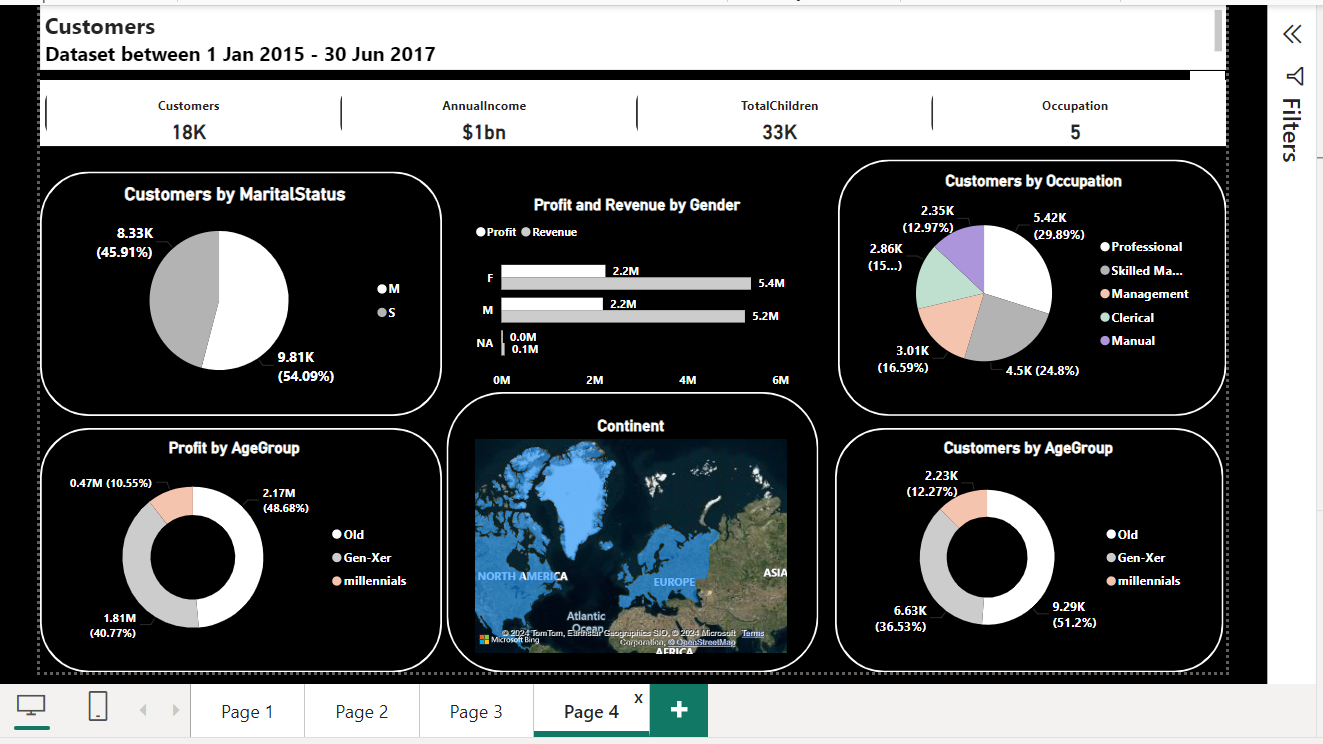 Customers
Dataset between 1 Jan 2015 - 30 Jun 2017
Customers
18K
AnnualIncome
$1bn
TotalChildren
33K
Occupation
5
Customers by MaritalStatus
8.33K
(45.91%)
9.81K
(54.09%)
M
S
Profit and Revenue by Gender
Profit Revenue
F
2.2M
5.4M
M
2.2M
5.2M
NA
0.0M
0.1M
0M 2M 4M 6M
Customers by Occupation
2.35K
(12.97%)
5.42K
(29.89%)
2.86K
(15...)
3.01K
(16.59%)
4.5K (24.8%)
Professional
Skilled Ma...
Management
Clerical
Manual
Profit by AgeGroup
0.47M (10.55%)
2.17M
(48.68%)
1.81M
(40.77%)
Old
Gen-Xer
millennials
Continent
NORTH AMERICA
EUROPE
ASIA
Atlantic
Ocean
AFRICA
© 2024 TomTom, Earthstar Geographics SIO, © 2024 Microsoft Corporation, © OpenStreetMap Terms
Microsoft Bing
Customers by AgeGroup
2.23K
(12.27%)
6.63K
(36.53%)
9.29K
(51.2%)
Old
Gen-Xer
millennials
Filters
Page 1
Page 2
Page 3
Page 4
x
+